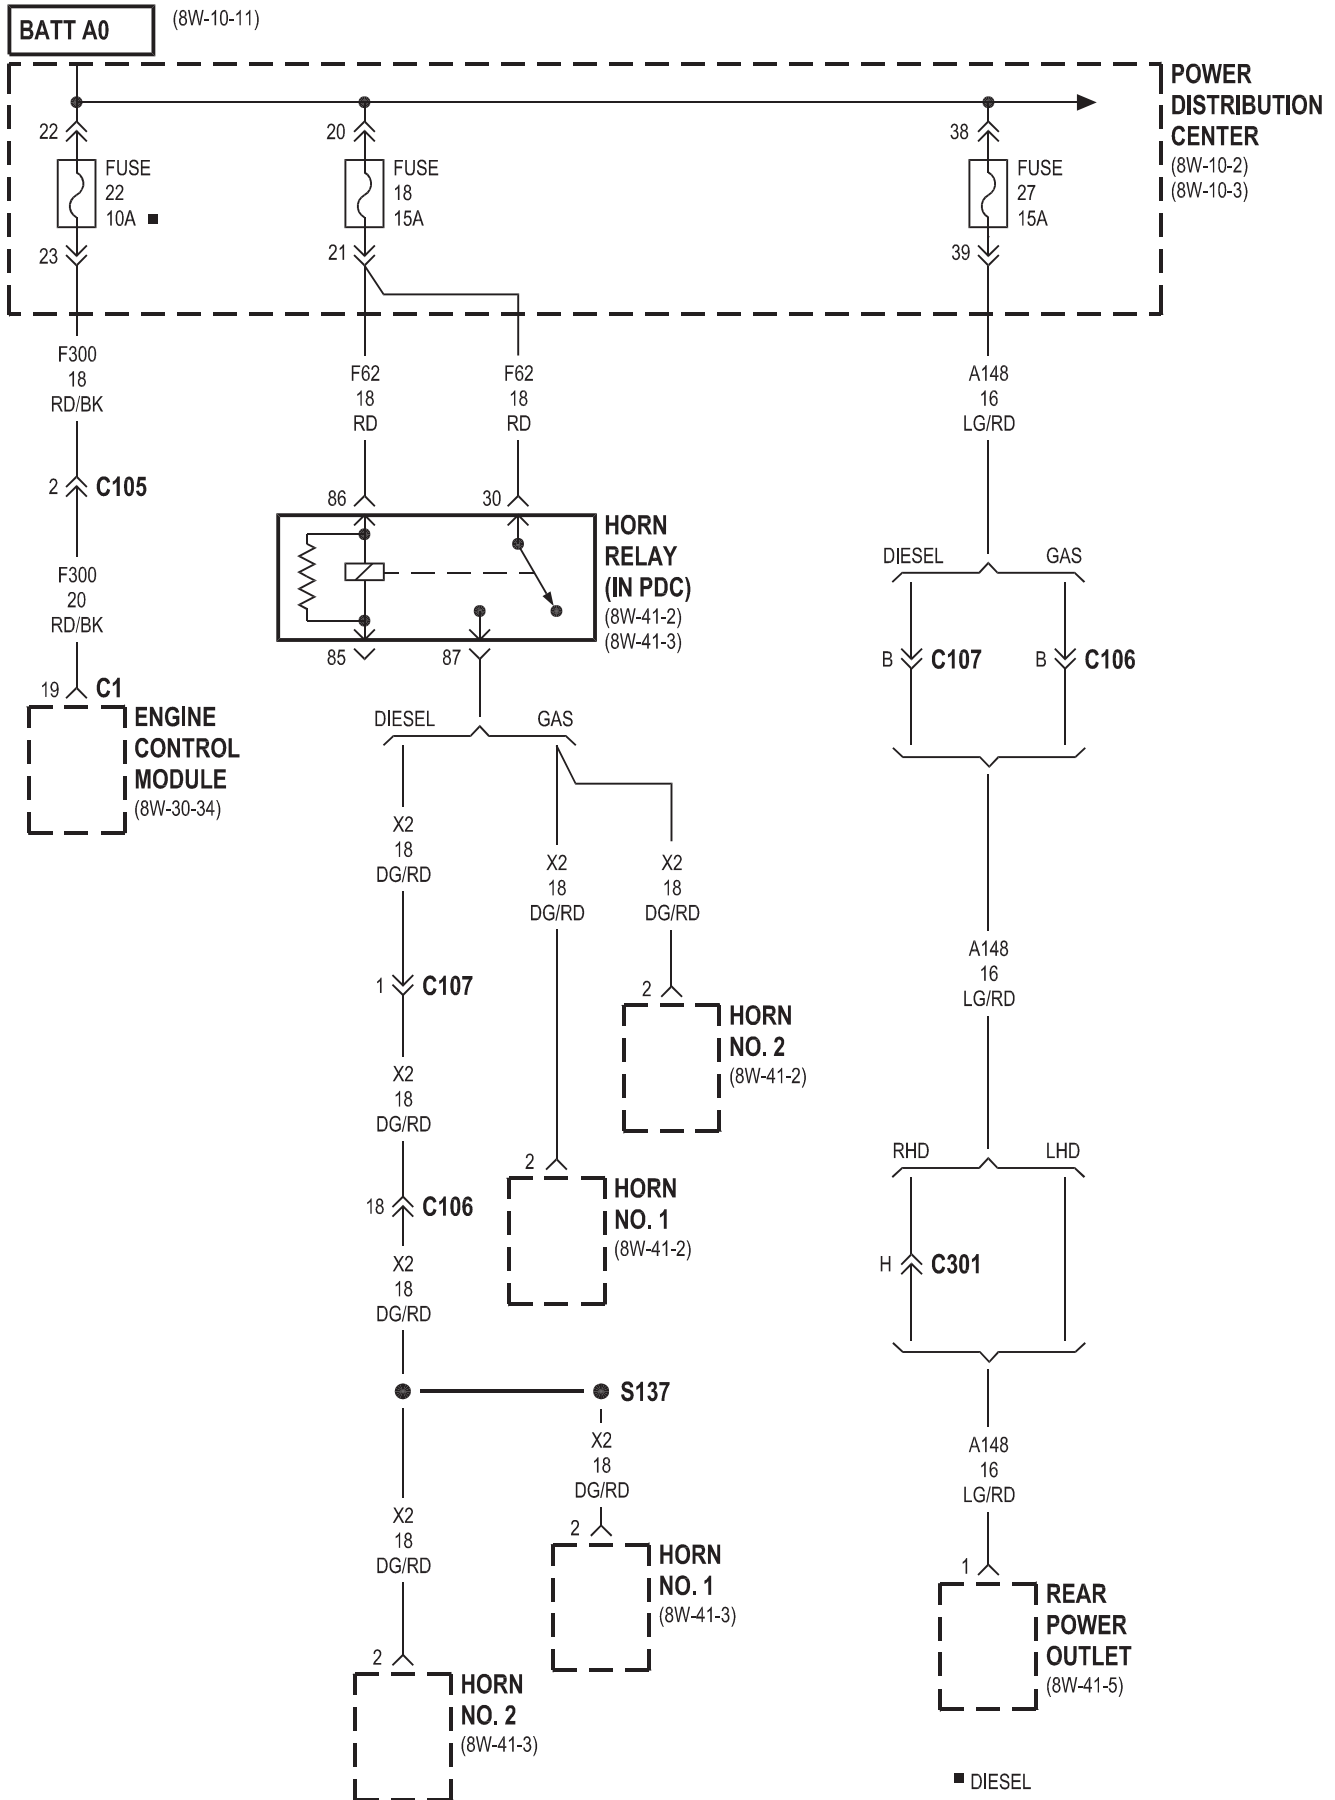 BATT A0
(8W-10-11)
POWER
DISTRIBUTION
CENTER
(8W-10-2)
(8W-10-3)
22
FUSE
22
10A ■
23
20
FUSE
18
15A
21
38
FUSE
27
15A
39
F300
18
RD/BK
2
C105
F300
20
RD/BK
19
C1
ENGINE
CONTROL
MODULE
(8W-30-34)
F62
18
RD
F62
18
RD
86
30
HORN
RELAY
(IN PDC)
(8W-41-2)
(8W-41-3)
85
87
DIESEL
GAS
X2
18
DG/RD
X2
18
DG/RD
X2
18
DG/RD
1
C107
2
HORN
NO. 2
(8W-41-2)
X2
18
DG/RD
2
HORN
NO. 1
(8W-41-2)
18
C106
X2
18
DG/RD
S137
X2
18
DG/RD
X2
18
DG/RD
2
HORN
NO. 1
(8W-41-3)
2
HORN
NO. 2
(8W-41-3)
A148
16
LG/RD
DIESEL
GAS
B
C107
B
C106
A148
16
LG/RD
RHD
LHD
H
C301
A148
16
LG/RD
1
REAR
POWER
OUTLET
(8W-41-5)
■ DIESEL